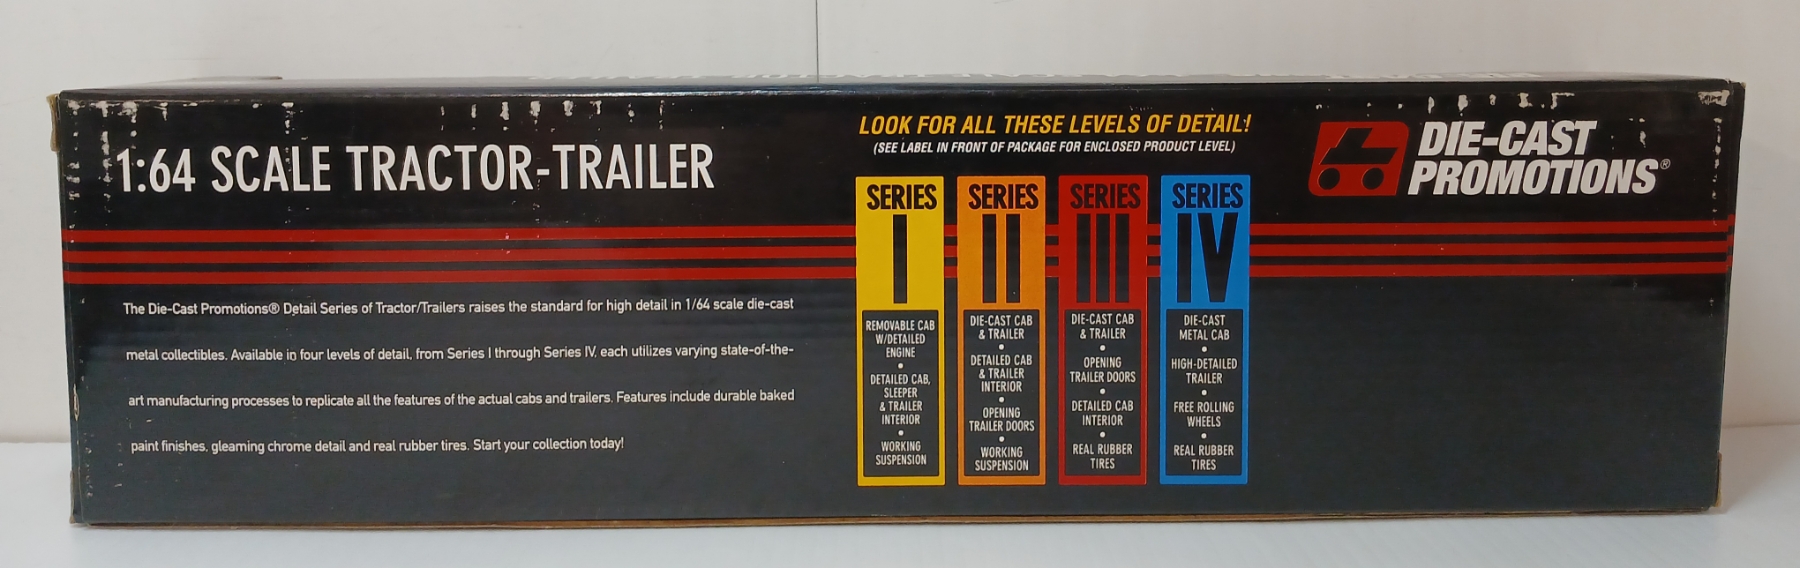 1:64 SCALE TRACTOR-TRAILER
The Die-Cast Promotions® Detail Series of Tractor/Trailers raises the standard for high detail in 1/64 scale die-cast
metal collectibles. Available in four levels of detail, from Series I through Series IV, each utilizes varying state-of-the-
art manufacturing processes to replicate all the features of the actual cabs and trailers. Features include durable baked
paint finishes, gleaming chrome detail and real rubber tires. Start your collection today!
LOOK FOR ALL THESE LEVELS OF DETAIL!
(SEE LABEL IN FRONT OF PACKAGE FOR ENCLOSED PRODUCT LEVEL)
SERIES
I
REMOVABLE CAB
W/DETAILED
ENGINE
•
DETAILED CAB,
SLEEPER
& TRAILER
INTERIOR
•
WORKING
SUSPENSION
SERIES
II
DIE-CAST CAB
& TRAILER
•
DETAILED CAB
& TRAILER
INTERIOR
•
OPENING
TRAILER DOORS
•
WORKING
SUSPENSION
SERIES
III
DIE-CAST CAB
& TRAILER
•
OPENING
TRAILER DOORS
•
DETAILED CAB
INTERIOR
•
REAL RUBBER
TIRES
SERIES
IV
DIE-CAST
METAL CAB
•
HIGH-DETAILED
TRAILER
•
FREE ROLLING
WHEELS
•
REAL RUBBER
TIRES
DIE-CAST
PROMOTIONS®